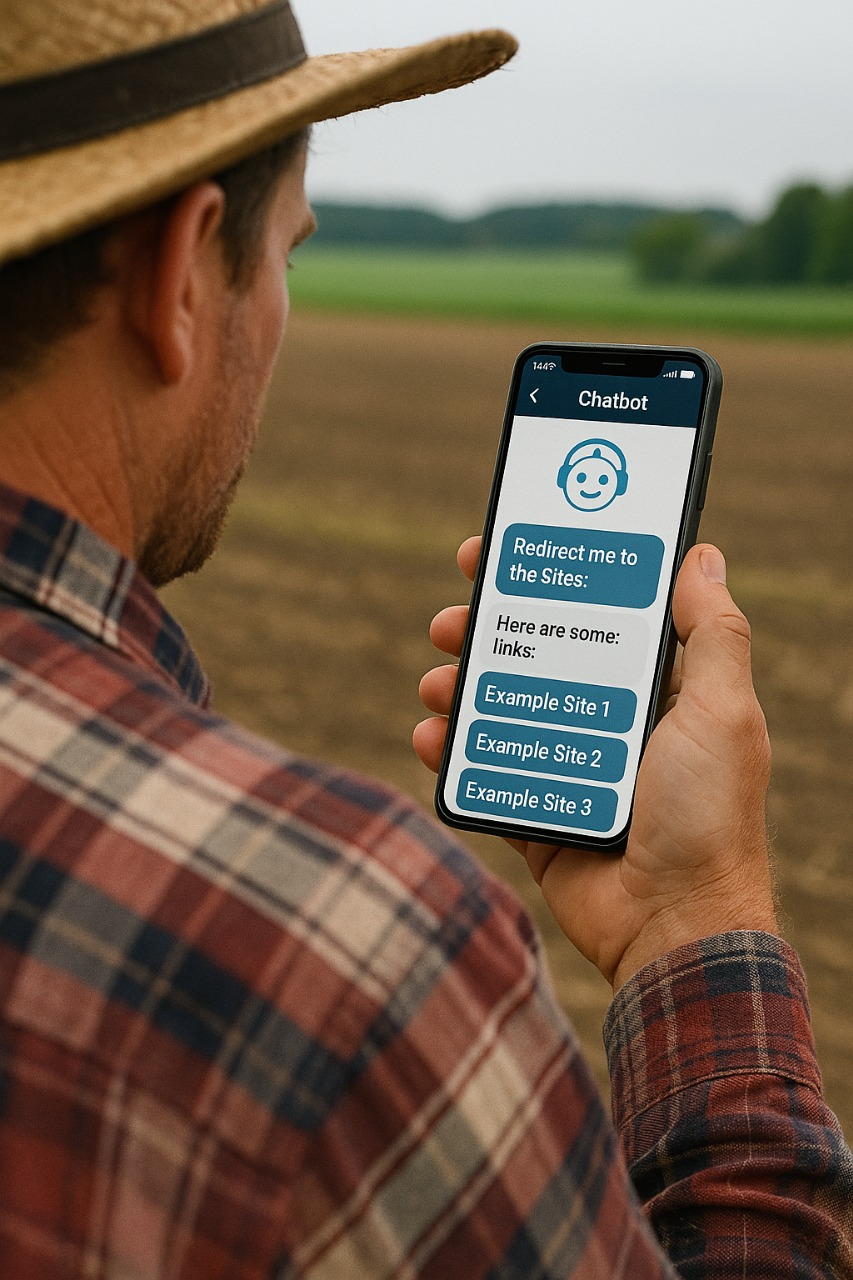 144
Chatbot
Redirect me to
the Sites:
Here are some:
links:
Example Site 1
Example Site 2
Example Site 3